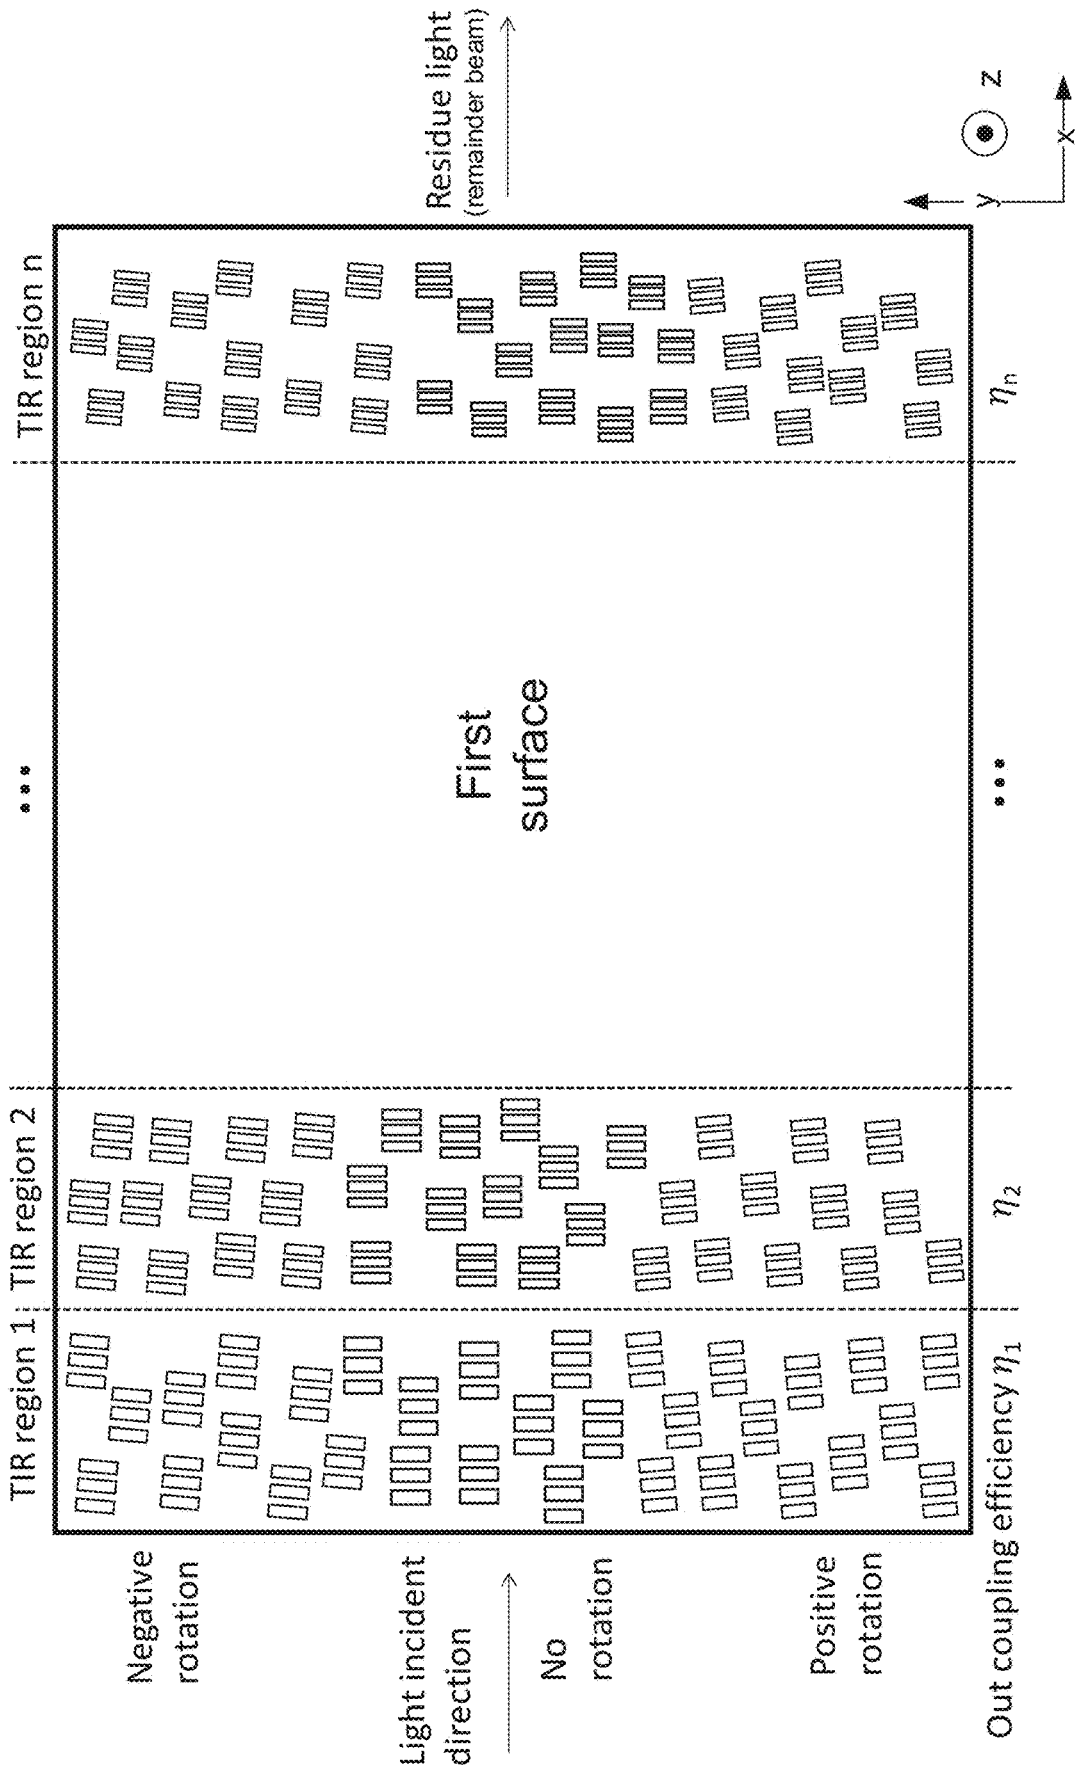 TIR region 1
TIR region 2
...
TIR region n
Negative
rotation
Light incident
direction
No
rotation
Positive
rotation
First
surface
Residue light
(remainder beam)
Out coupling efficiency η₁
η₂
...
ηₙ
y
z
x